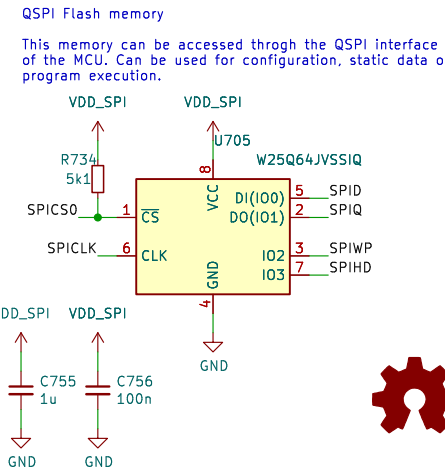 QSPI Flash memory
This memory can be accessed throgh the QSPI interface
of the MCU. Can be used for configuration, static data o
program execution.
VDD_SPI VDD_SPI
U705
R734
5k1
W25Q64JVSSIQ
8
VCC
SPICS0 1 CS
DI(IO0) 5 SPID
DO(IO1) 2 SPIQ
SPICLK 6 CLK
IO2 3 SPIWP
IO3 7 SPIHD
GND
4
GND
DD_SPI VDD_SPI
C755
1u
C756
100n
GND GND